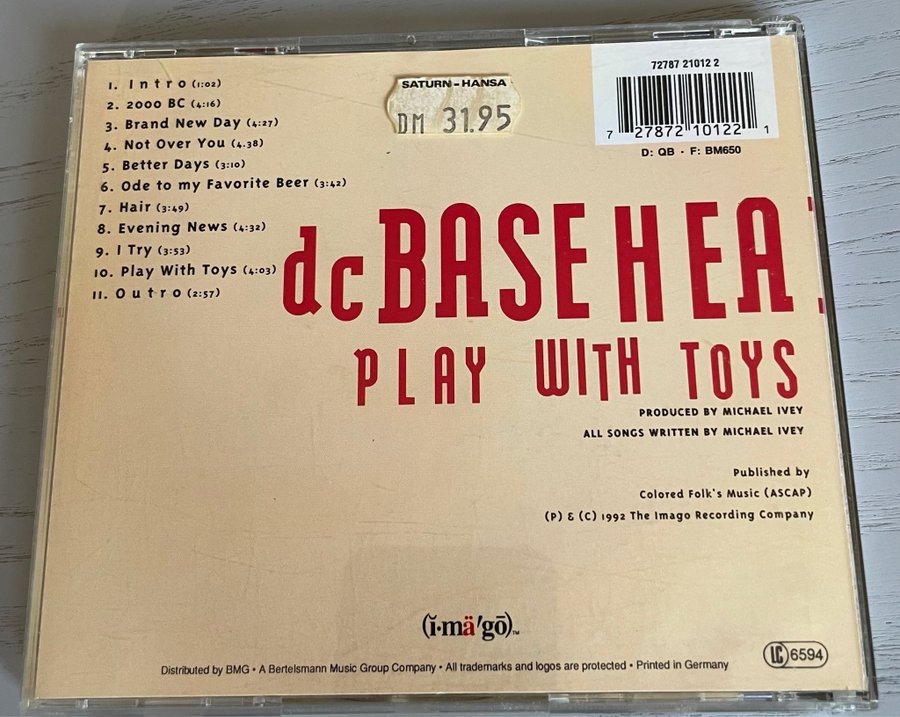 1. Intro (1:02)
2. 2000 BC (4:16)
3. Brand New Day (4:27)
4. Not Over You (4.38)
5. Better Days (3:10)
6. Ode to my Favorite Beer (3:42)
7. Hair (3:49)
8. Evening News (4:32)
9. I Try (3:53)
10. Play With Toys (4:03)
11. Outro (2:57)
SATURN-HANSA
DM 31.95
72787 21012 2
7 27872 10122 1
D: QB · F: BM650
dcBASEHEA
PLAY WITH TOYS
PRODUCED BY MICHAEL IVEY
ALL SONGS WRITTEN BY MICHAEL IVEY
Published by
Colored Folk's Music (ASCAP)
(P) & (C) 1992 The Imago Recording Company
(ĭ·mä′gō)™
Distributed by BMG • A Bertelsmann Music Group Company • All trademarks and logos are protected • Printed in Germany
LC 6594